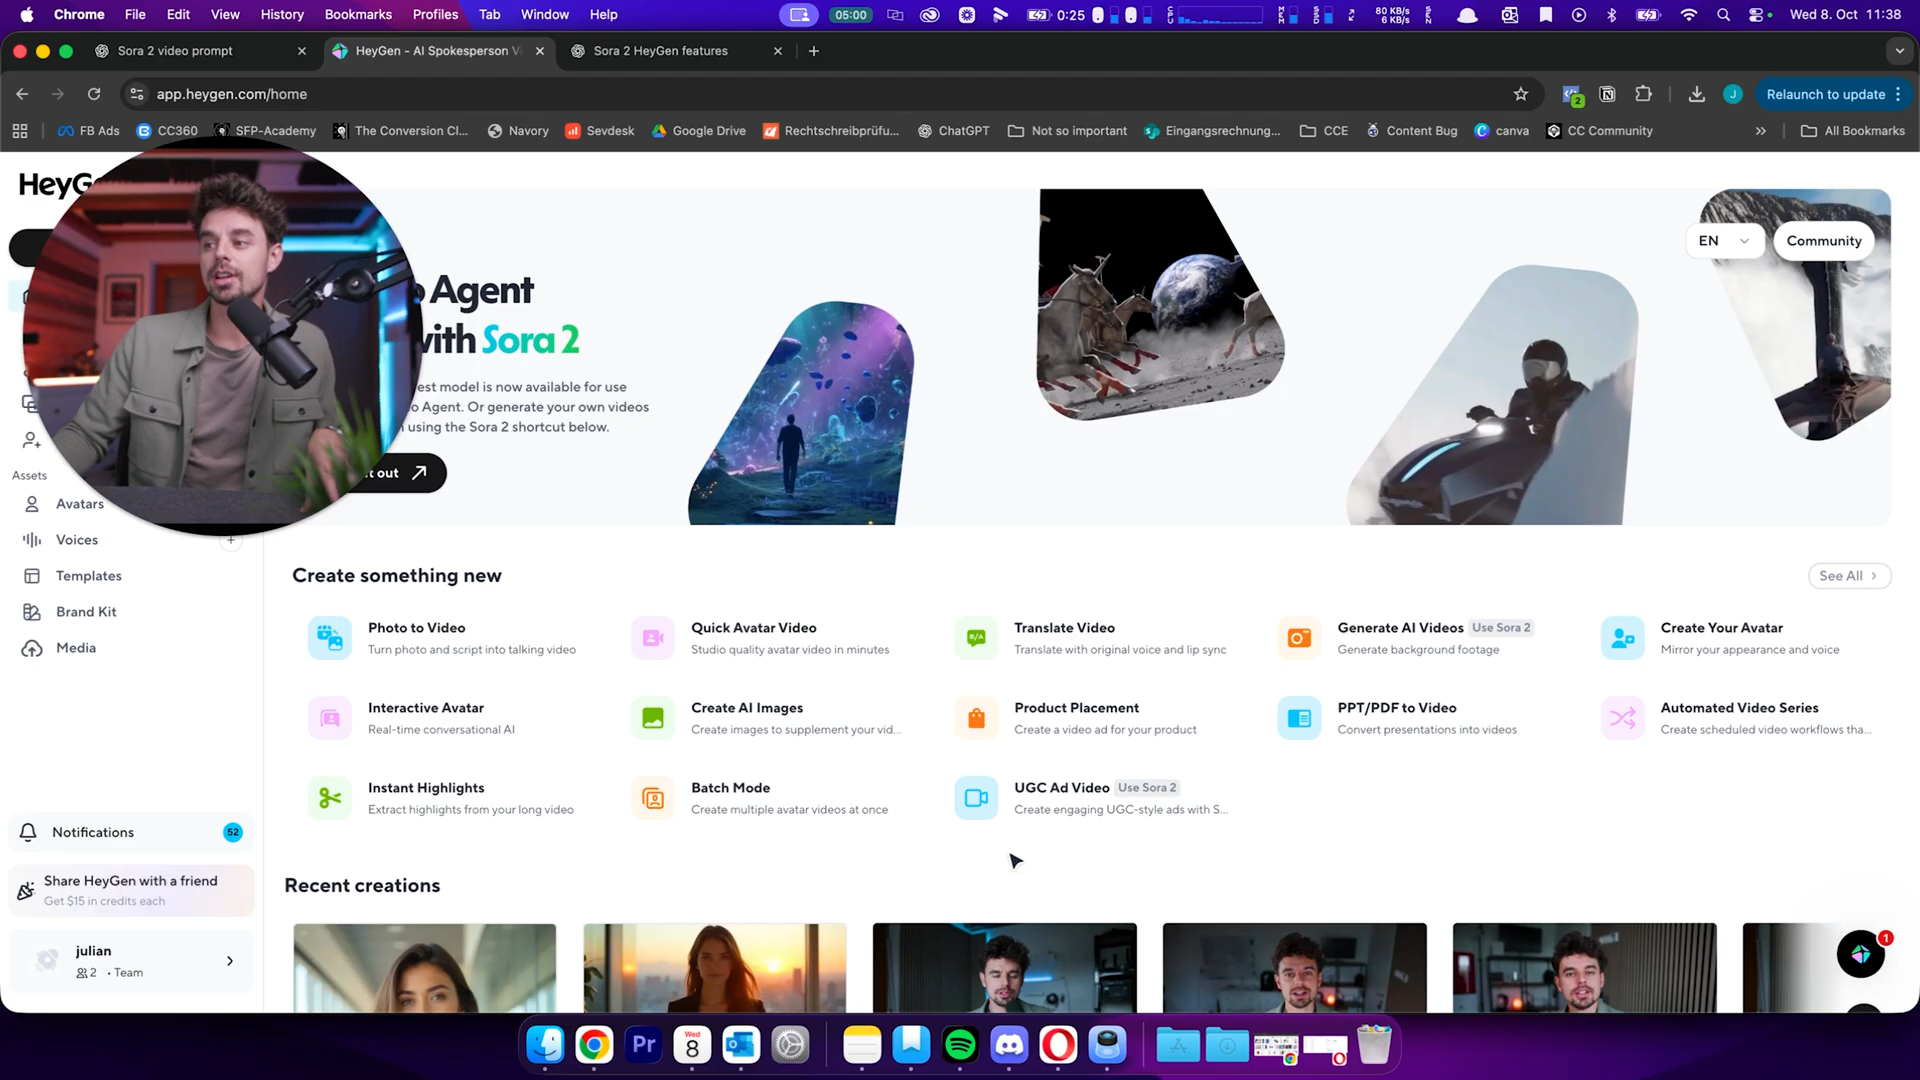 Chrome File Edit View History Bookmarks Profiles Tab Window Help
05:00 0:25 80 KB/s 6 KB/s Wed 8. Oct 11:38
Sora 2 video prompt
HeyGen - AI Spokesperson Vi
Sora 2 HeyGen features
app.heygen.com/home
2
J
Relaunch to update
FB Ads CC360 SFP-Academy The Conversion Cl... Navory Sevdesk Google Drive Rechtschreibprüfu... ChatGPT Not so important Eingangsrechnung... CCE Content Bug canva CC Community All Bookmarks
HeyG
Agent
with Sora 2
est model is now available for use
Agent. Or generate your own videos
using the Sora 2 shortcut below.
t out
EN
Community
Assets
Avatars
Voices
Templates
Brand Kit
Media
Notifications 52
Share HeyGen with a friend
Get $15 in credits each
julian
2 • Team
Create something new
See All
Photo to Video
Turn photo and script into talking video
Quick Avatar Video
Studio quality avatar video in minutes
Translate Video
Translate with original voice and lip sync
Generate AI Videos Use Sora 2
Generate background footage
Create Your Avatar
Mirror your appearance and voice
Interactive Avatar
Real-time conversational AI
Create AI Images
Create images to supplement your vid...
Product Placement
Create a video ad for your product
PPT/PDF to Video
Convert presentations into videos
Automated Video Series
Create scheduled video workflows tha...
Instant Highlights
Extract highlights from your long video
Batch Mode
Create multiple avatar videos at once
UGC Ad Video Use Sora 2
Create engaging UGC-style ads with S...
Recent creations
1
Pr
Wed
8